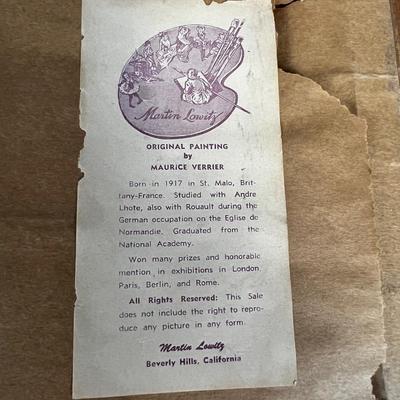 Martin Lowitz
ORIGINAL PAINTING
by
MAURICE VERRIER
Born in 1917 in St. Malo, Brit-
tany-France. Studied with Andre
Lhote, also with Rouault during the
German occupation on the Eglise de
Normandie. Graduated from the
National Academy.
Won many prizes and honorable
mention in exhibitions in London,
Paris, Berlin, and Rome.
All Rights Reserved: This Sale
does not include the right to repro-
duce any picture in any form.
Martin Lowitz
Beverly Hills, California